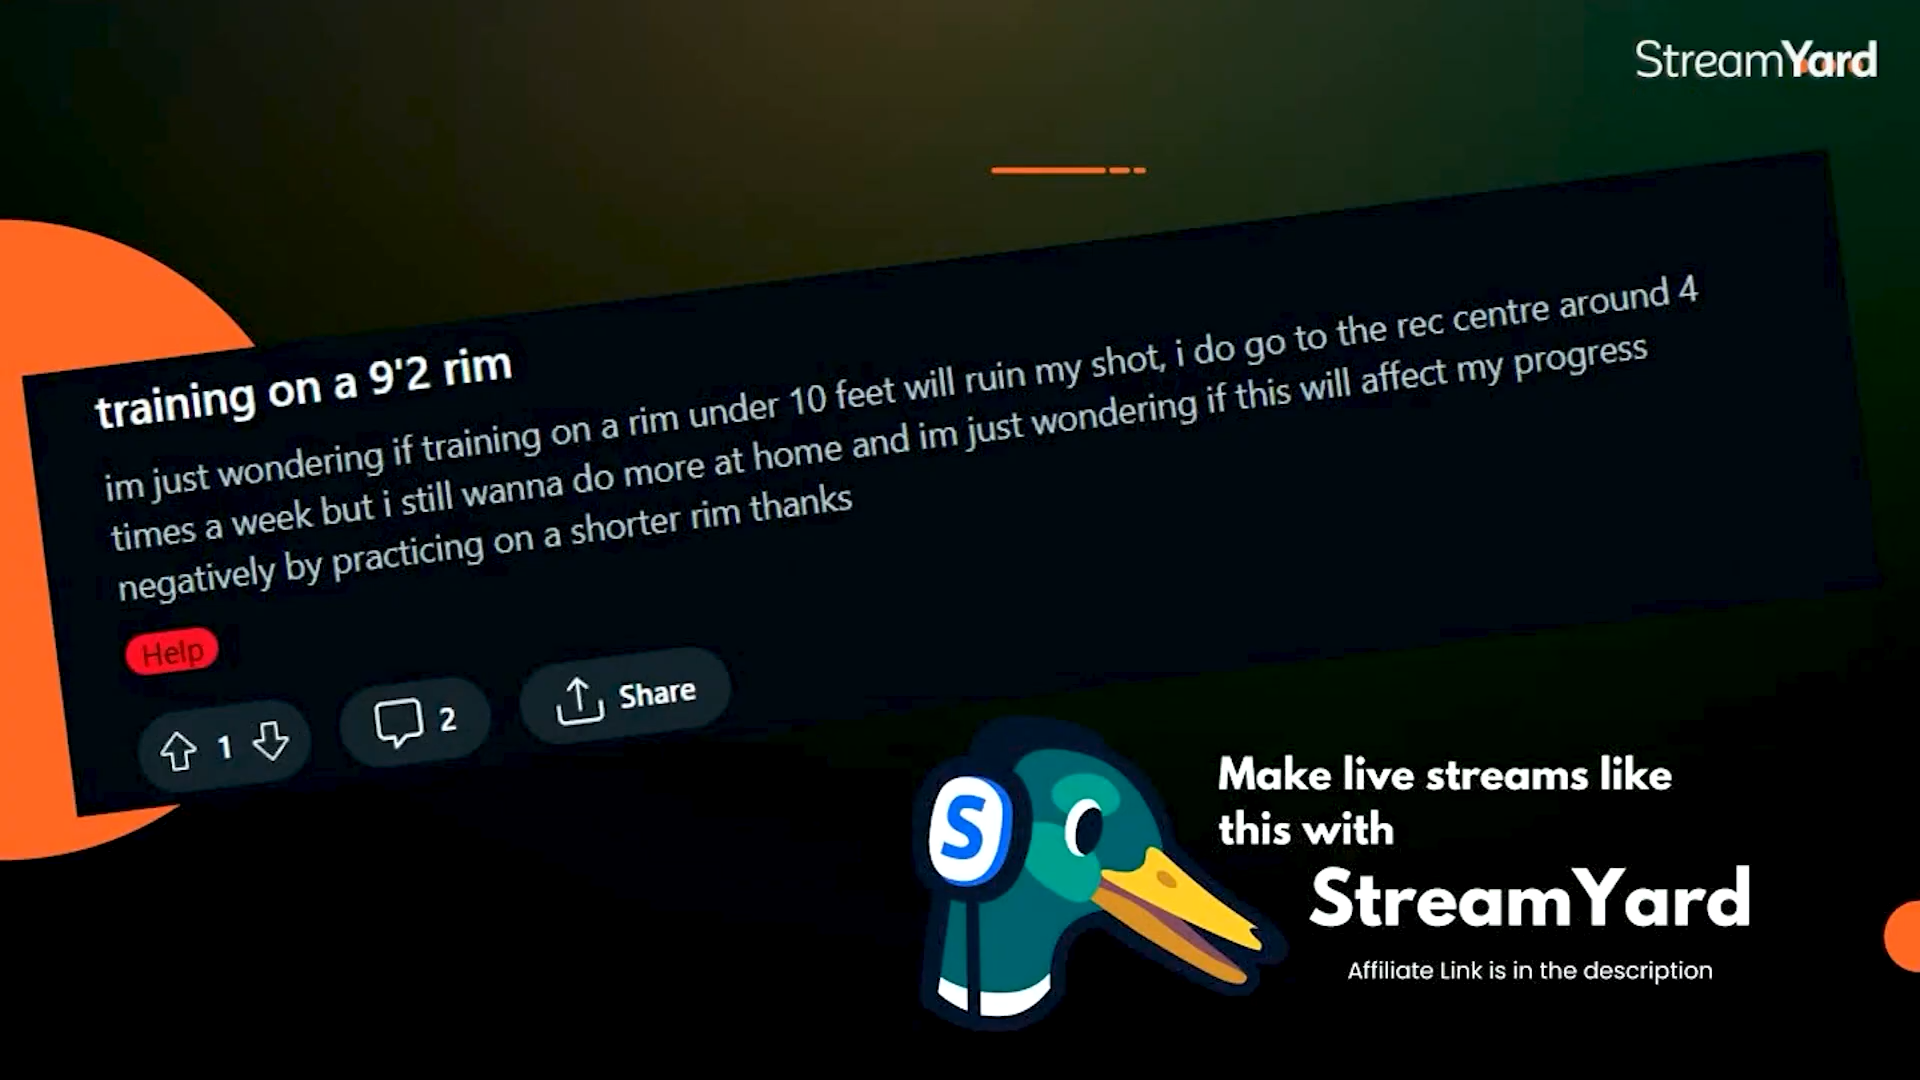 StreamYard
training on a 9'2 rim
im just wondering if training on a rim under 10 feet will ruin my shot, i do go to the rec centre around 4
times a week but i still wanna do more at home and im just wondering if this will affect my progress
negatively by practicing on a shorter rim thanks
Help
1
2
Share
S
Make live streams like
this with
StreamYard
Affiliate Link is in the description